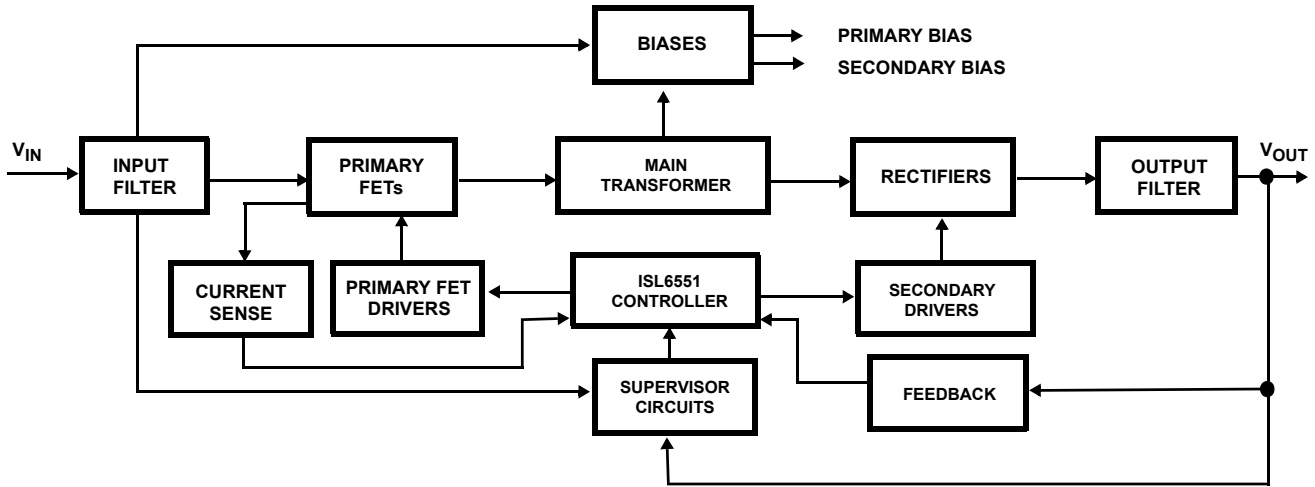 BIASES
PRIMARY BIAS
SECONDARY BIAS
VIN
INPUT
FILTER
PRIMARY
FETs
MAIN
TRANSFORMER
RECTIFIERS
OUTPUT
FILTER
VOUT
CURRENT
SENSE
PRIMARY FET
DRIVERS
ISL6551
CONTROLLER
SECONDARY
DRIVERS
SUPERVISOR
CIRCUITS
FEEDBACK